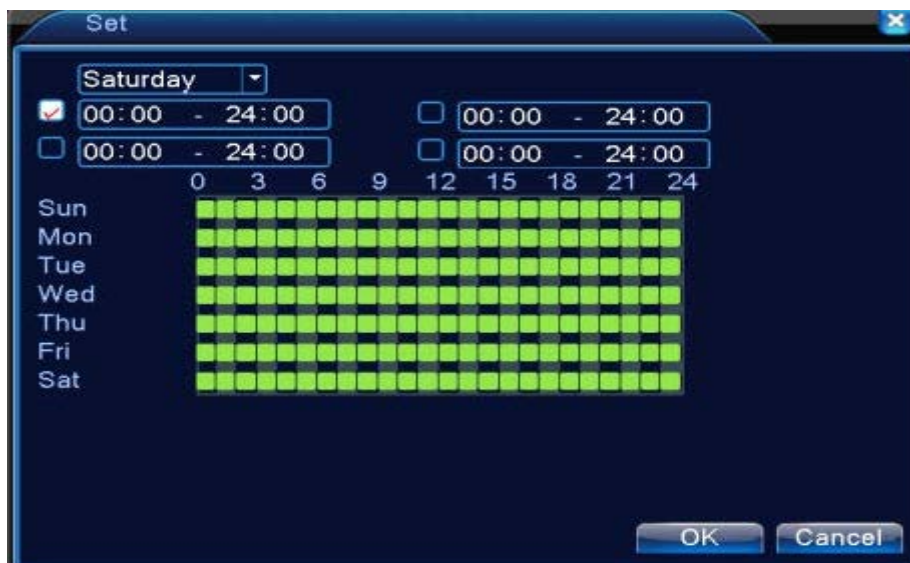 Set
Saturday
00:00 - 24:00 00:00 - 24:00
00:00 - 24:00 00:00 - 24:00
0 3 6 9 12 15 18 21 24
Sun
Mon
Tue
Wed
Thu
Fri
Sat
OK Cancel